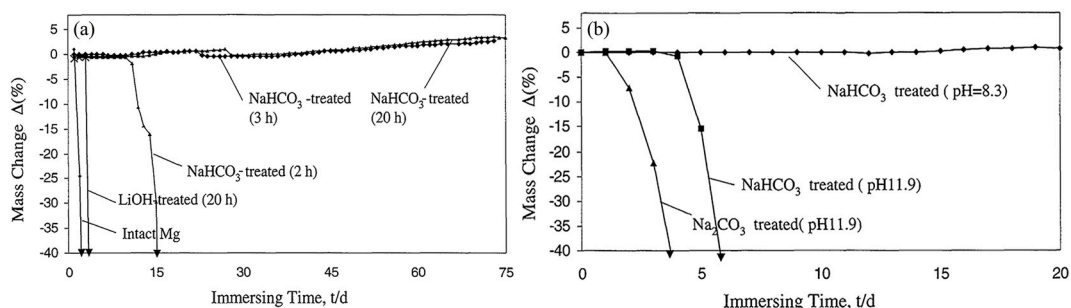 (a)
5
0
-5
-10
-15
-20
-25
-30
-35
-40
Mass Change Δ(%)
NaHCO3 -treated
(3 h)
NaHCO3-treated
(20 h)
NaHCO3-treated (2 h)
LiOH-treated (20 h)
Intact Mg
0 15 30 45 60 75
Immersing Time, t/d
(b)
5
0
-5
-10
-15
-20
-25
-30
-35
-40
Mass Change Δ(%)
NaHCO3 treated ( pH=8.3)
NaHCO3 treated ( pH11.9)
Na2CO3 treated( pH11.9)
0 5 10 15 20
Immersing Time, t/d